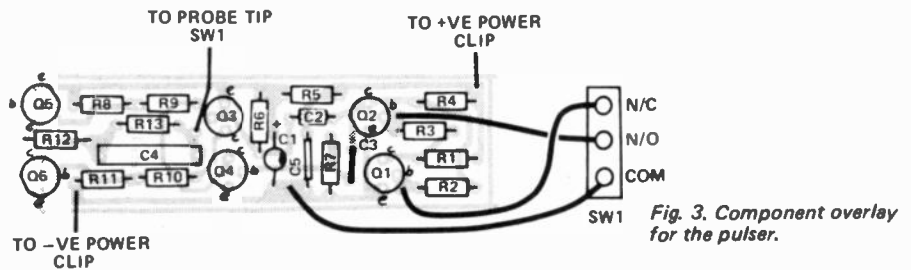 TO PROBE TIP
SW1
TO +VE POWER
CLIP
Q5
R8
R9
R13
R12
C4
Q6
R11
R10
Q3
Q4
R6
C1
+
R5
C2
C5
R7
C3
Q2
Q1
R4
R3
R1
R2
b
c
e
N/C
N/O
COM
SW1
TO –VE POWER
CLIP
Fig. 3. Component overlay
for the pulser.